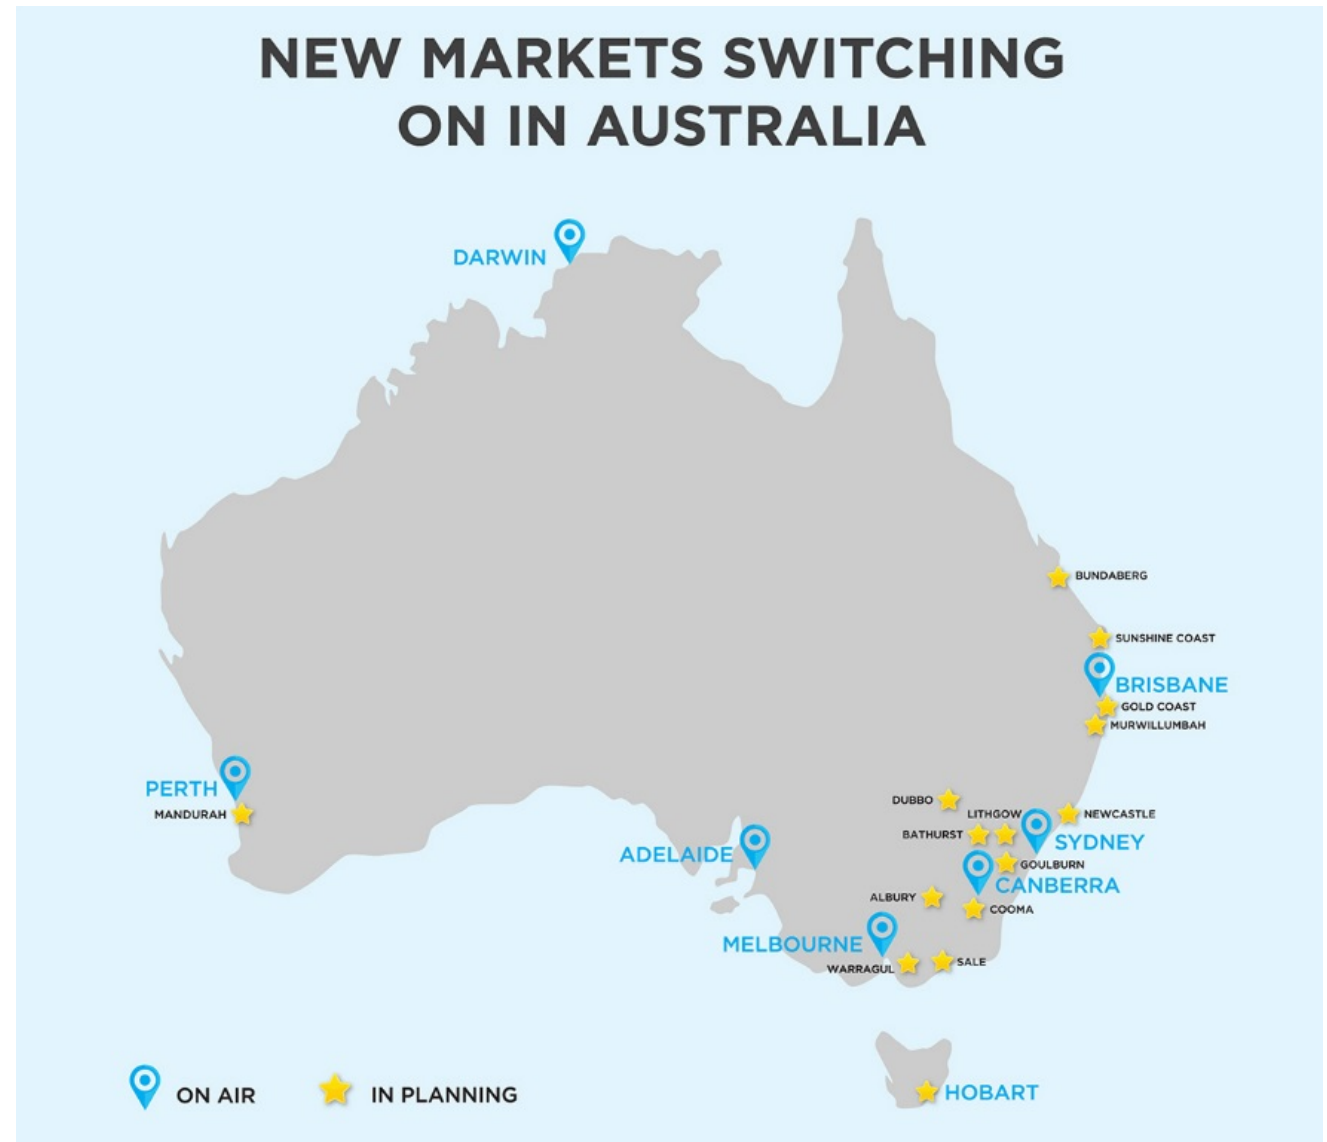 NEW MARKETS SWITCHING
ON IN AUSTRALIA
DARWIN
BUNDABERG
SUNSHINE COAST
BRISBANE
GOLD COAST
MURWILLUMBAH
PERTH
MANDURAH
DUBBO
LITHGOW
NEWCASTLE
BATHURST
SYDNEY
ADELAIDE
GOULBURN
CANBERRA
ALBURY
COOMA
MELBOURNE
WARRAGUL
SALE
HOBART
ON AIR
IN PLANNING